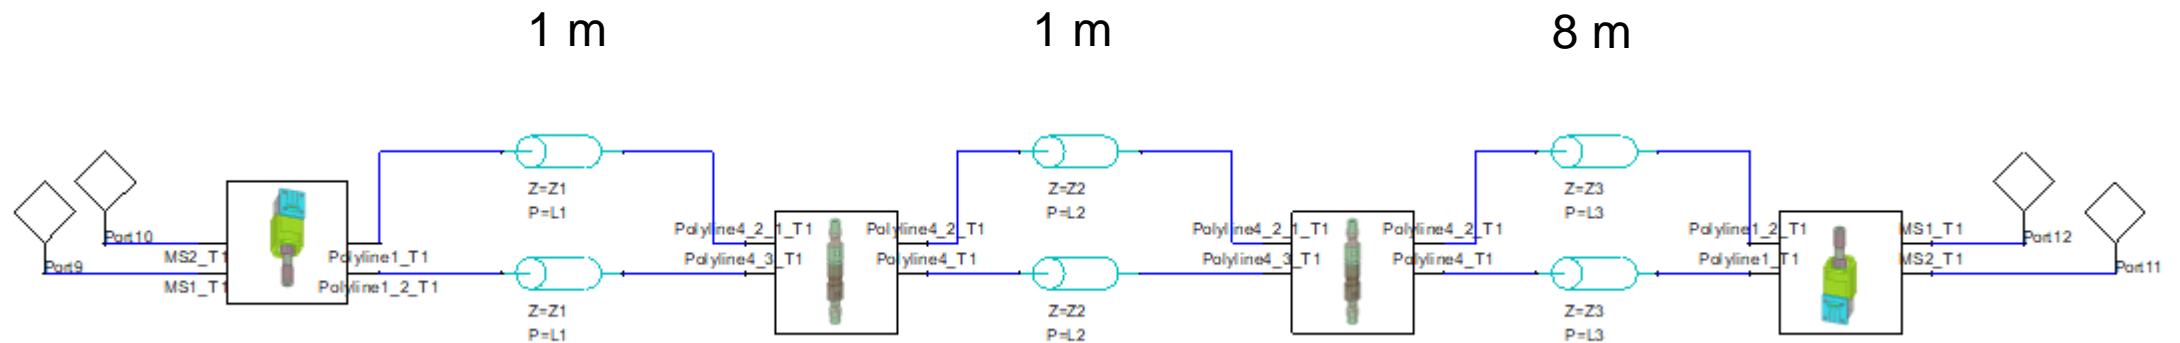 1 m
1 m
8 m
Z=Z1
P=L1
Z=Z2
P=L2
Z=Z3
P=L3
Port10
Port9
MS2_T1
MS1_T1
Polyline1_T1
Polyline1_2_T1
Polyline4_2_1_T1
Polyline4_3_T1
Polyline4_2_T1
Polyline4_T1
Polyline4_2_1_T1
Polyline4_3_T1
Polyline4_2_T1
Polyline4_T1
Polyline1_2_T1
Polyline1_T1
MS1_T1
MS2_T1
Port12
Port11
Z=Z1
P=L1
Z=Z2
P=L2
Z=Z3
P=L3